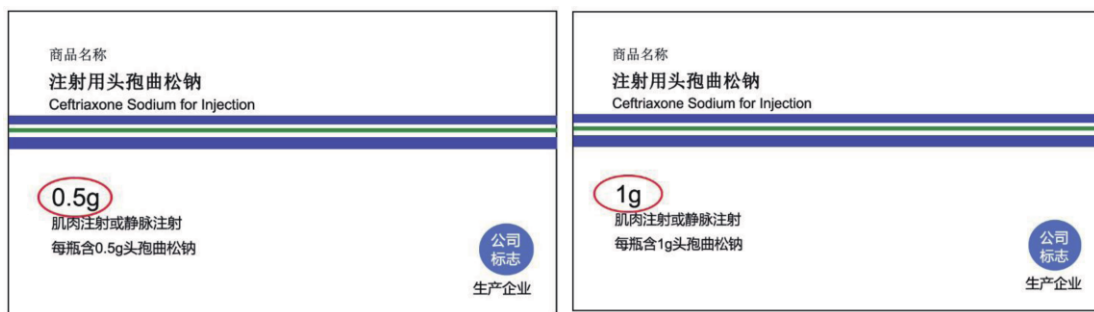 商品名称
注射用头孢曲松钠
Ceftriaxone Sodium for Injection
0.5g
肌肉注射或静脉注射
每瓶含0.5g头孢曲松钠
公司
标志
生产企业
商品名称
注射用头孢曲松钠
Ceftriaxone Sodium for Injection
1g
肌肉注射或静脉注射
每瓶含1g头孢曲松钠
公司
标志
生产企业